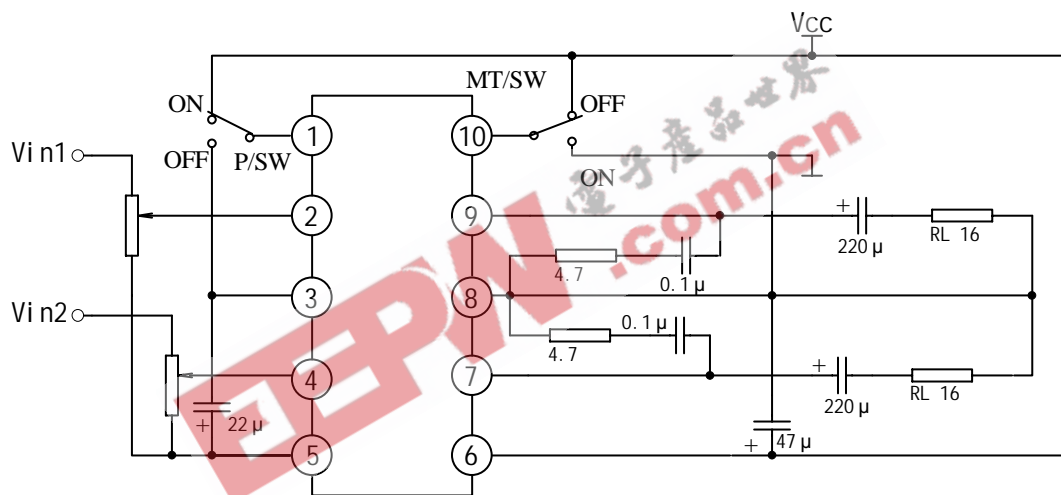 Vcc
MT/SW
ON
OFF
1
10
Vin1
OFF
P/SW
ON
2
9
+
220μ
RL 16
4.7
0.1μ
Vin2
3
8
0.1μ
4.7
4
7
+
220μ
RL 16
+
22μ
5
6
+
47μ
EEPW
.com.cn
電子產品世界